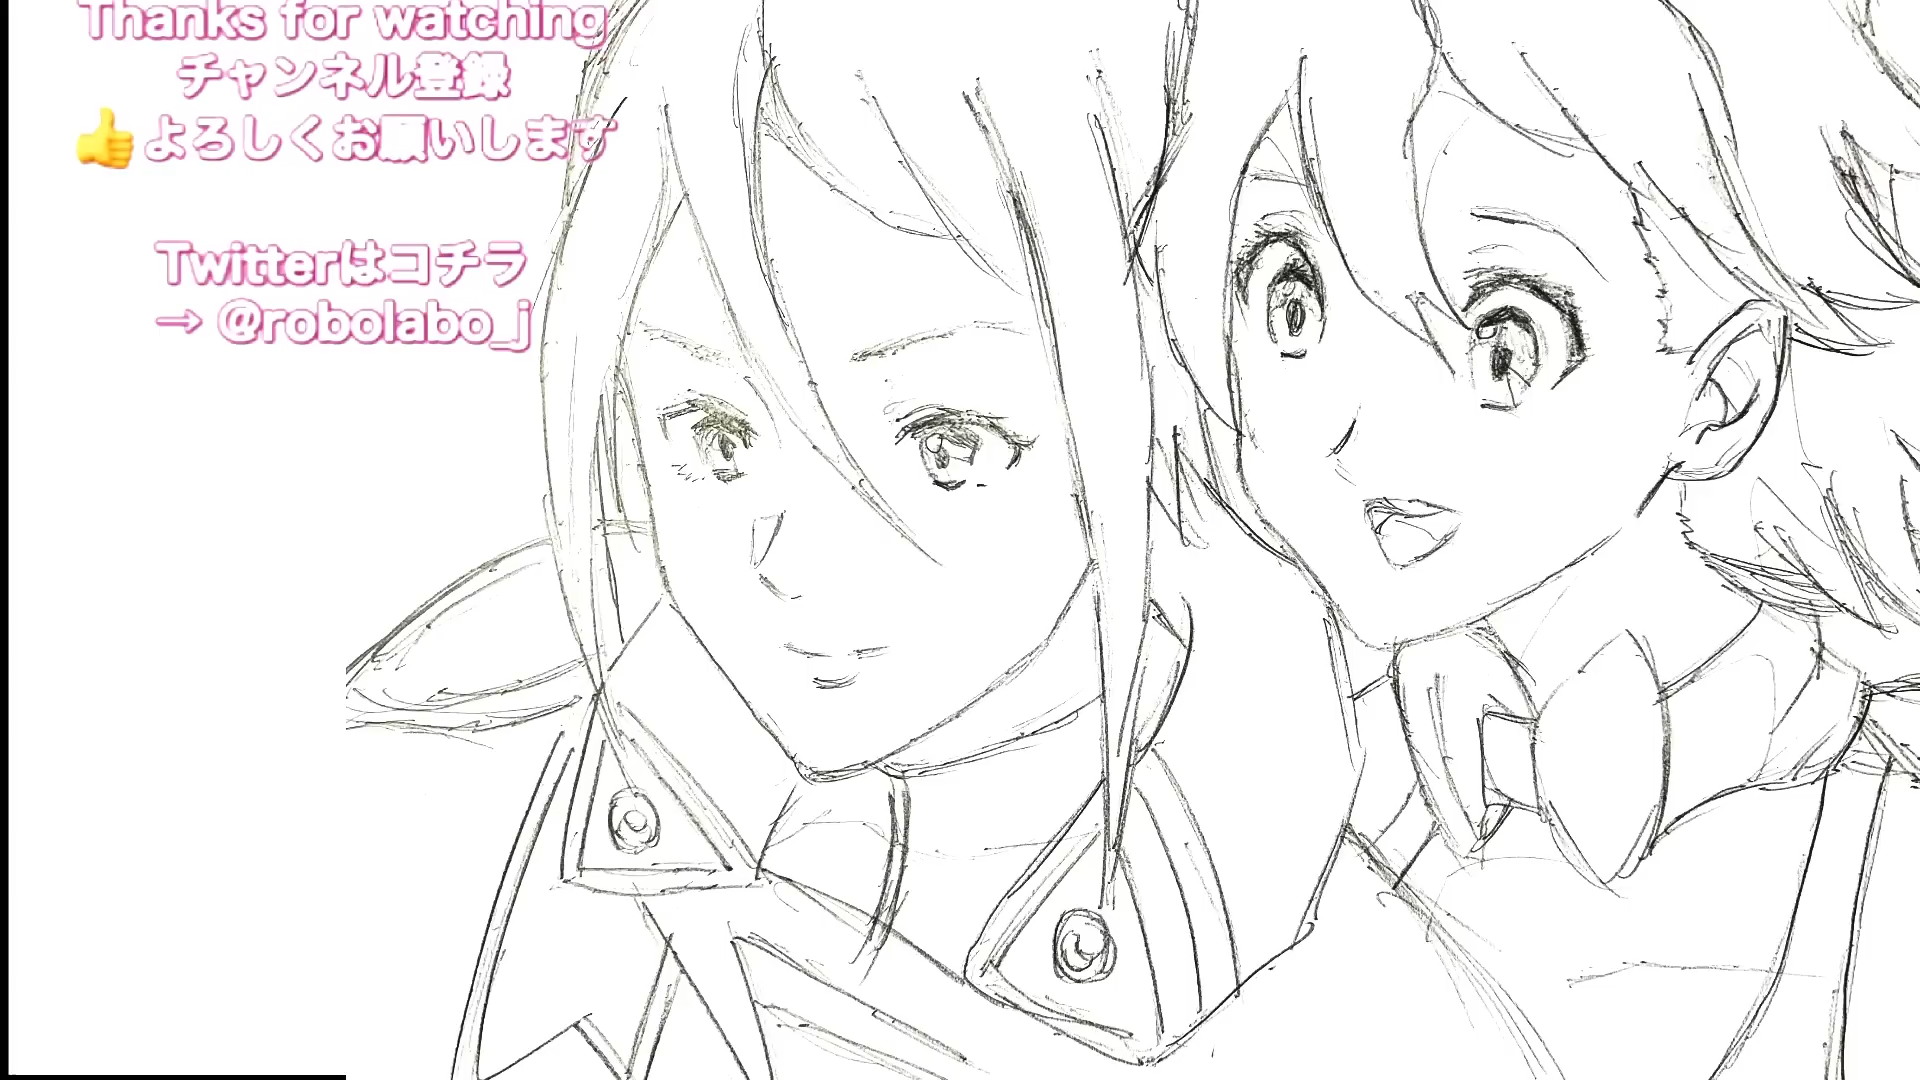 Thanks for watching
チャンネル登録
👍よろしくお願いします
Twitterはコチラ
→ @robolabo_j